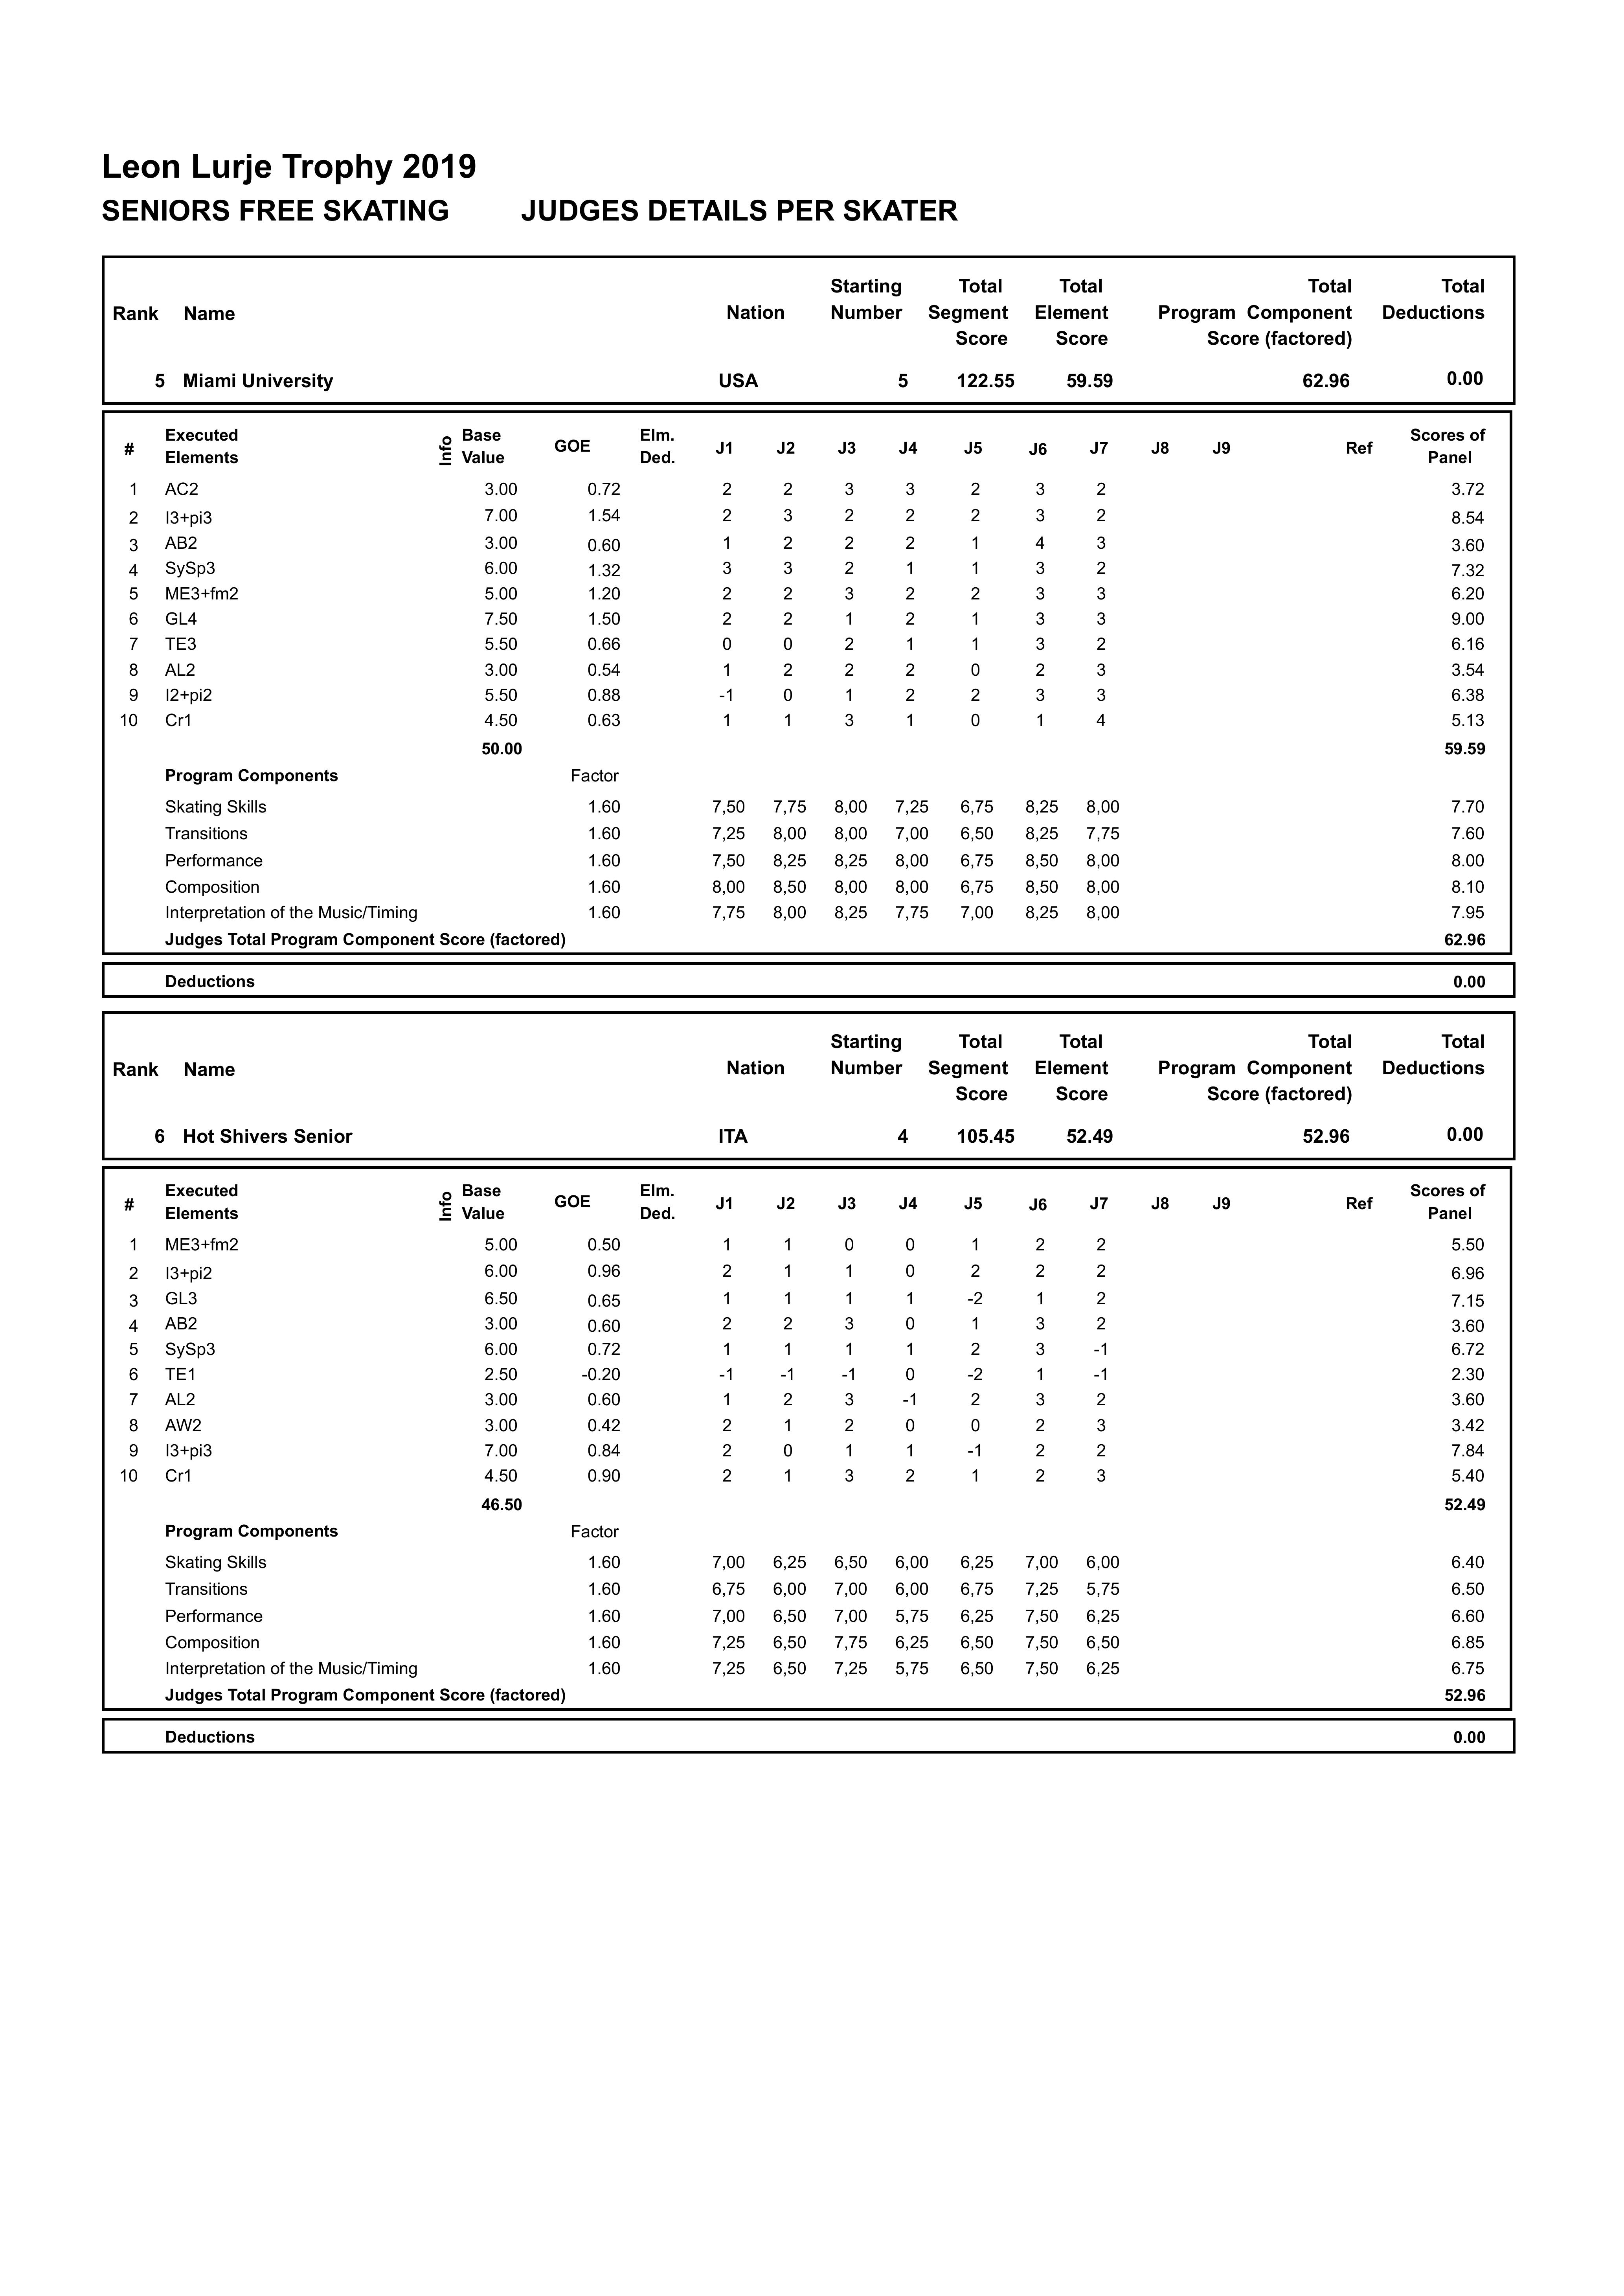 Leon Lurje Trophy 2019
SENIORS FREE SKATING JUDGES DETAILS PER SKATER
Rank Name Nation Starting Number Total Segment Score Total Element Score Total Program Component Score (factored) Total Deductions
5 Miami University USA 5 122.55 59.59 62.96 0.00
# Executed Elements Info Base Value GOE Elm. Ded. J1 J2 J3 J4 J5 J6 J7 J8 J9 Ref Scores of Panel
1 AC2 3.00 0.72 2 2 3 3 2 3 2 3.72
2 I3+pi3 7.00 1.54 2 3 2 2 2 3 2 8.54
3 AB2 3.00 0.60 1 2 2 2 1 4 3 3.60
4 SySp3 6.00 1.32 3 3 2 1 1 3 2 7.32
5 ME3+fm2 5.00 1.20 2 2 3 2 2 3 3 6.20
6 GL4 7.50 1.50 2 2 1 2 1 3 3 9.00
7 TE3 5.50 0.66 0 0 2 1 1 3 2 6.16
8 AL2 3.00 0.54 1 2 2 2 0 2 3 3.54
9 I2+pi2 5.50 0.88 -1 0 1 2 2 3 3 6.38
10 Cr1 4.50 0.63 1 1 3 1 0 1 4 5.13
50.00 59.59
Program Components Factor
Skating Skills 1.60 7,50 7,75 8,00 7,25 6,75 8,25 8,00 7.70
Transitions 1.60 7,25 8,00 8,00 7,00 6,50 8,25 7,75 7.60
Performance 1.60 7,50 8,25 8,25 8,00 6,75 8,50 8,00 8.00
Composition 1.60 8,00 8,50 8,00 8,00 6,75 8,50 8,00 8.10
Interpretation of the Music/Timing 1.60 7,75 8,00 8,25 7,75 7,00 8,25 8,00 7.95
Judges Total Program Component Score (factored) 62.96
Deductions 0.00
Rank Name Nation Starting Number Total Segment Score Total Element Score Total Program Component Score (factored) Total Deductions
6 Hot Shivers Senior ITA 4 105.45 52.49 52.96 0.00
# Executed Elements Info Base Value GOE Elm. Ded. J1 J2 J3 J4 J5 J6 J7 J8 J9 Ref Scores of Panel
1 ME3+fm2 5.00 0.50 1 1 0 0 1 2 2 5.50
2 I3+pi2 6.00 0.96 2 1 1 0 2 2 2 6.96
3 GL3 6.50 0.65 1 1 1 1 -2 1 2 7.15
4 AB2 3.00 0.60 2 2 3 0 1 3 2 3.60
5 SySp3 6.00 0.72 1 1 1 1 2 3 -1 6.72
6 TE1 2.50 -0.20 -1 -1 -1 0 -2 1 -1 2.30
7 AL2 3.00 0.60 1 2 3 -1 2 3 2 3.60
8 AW2 3.00 0.42 2 1 2 0 0 2 3 3.42
9 I3+pi3 7.00 0.84 2 0 1 1 -1 2 2 7.84
10 Cr1 4.50 0.90 2 1 3 2 1 2 3 5.40
46.50 52.49
Program Components Factor
Skating Skills 1.60 7,00 6,25 6,50 6,00 6,25 7,00 6,00 6.40
Transitions 1.60 6,75 6,00 7,00 6,00 6,75 7,25 5,75 6.50
Performance 1.60 7,00 6,50 7,00 5,75 6,25 7,50 6,25 6.60
Composition 1.60 7,25 6,50 7,75 6,25 6,50 7,50 6,50 6.85
Interpretation of the Music/Timing 1.60 7,25 6,50 7,25 5,75 6,50 7,50 6,25 6.75
Judges Total Program Component Score (factored) 52.96
Deductions 0.00